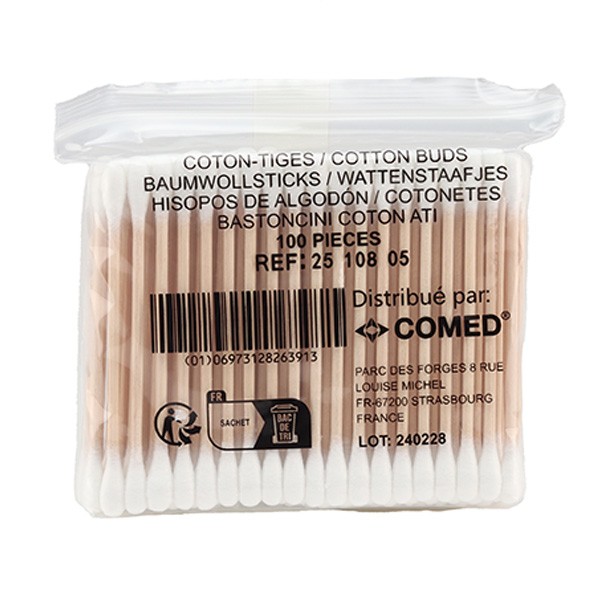 COTON-TIGES / COTTON BUDS
BAUMWOLLSTICKS / WATTENSTAAFJES
HISOPOS DE ALGODÓN / COTONETES
BASTONCINI COTON ATI
100 PIECES
REF: 25 108 05
(01)06973128263913
Distribué par:
COMED®
PARC DES FORGES 8 RUE
LOUISE MICHEL
FR-67200 STRASBOURG
FRANCE
LOT: 240228
FR
SACHET
BAC
DE
TRI